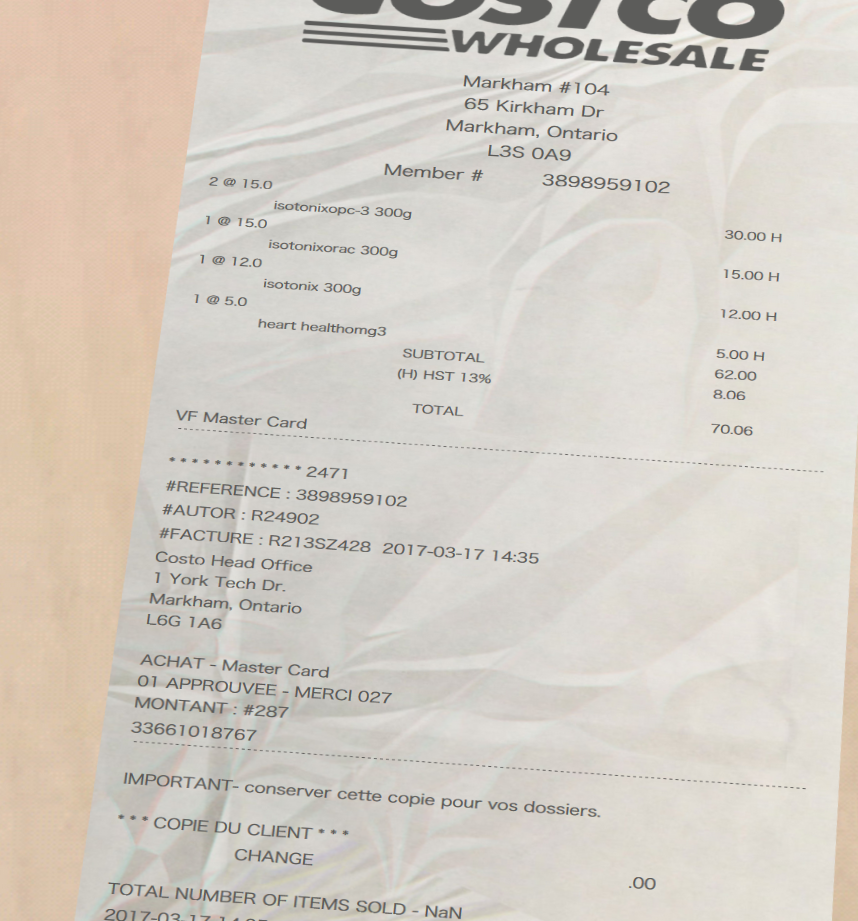 COSTCO
WHOLESALE
Markham #104
65 Kirkham Dr
Markham, Ontario
L3S 0A9
Member # 3898959102
2 @ 15.0
isotonixopc-3 300g 30.00 H
1 @ 15.0
isotonixorac 300g 15.00 H
1 @ 12.0
isotonix 300g 12.00 H
1 @ 5.0
heart healthomg3 5.00 H
SUBTOTAL 62.00
(H) HST 13% 8.06
TOTAL 70.06
VF Master Card
************2471
#REFERENCE : 3898959102
#AUTOR : R24902
#FACTURE : R213SZ428 2017-03-17 14:35
Costo Head Office
1 York Tech Dr.
Markham, Ontario
L6G 1A6
ACHAT - Master Card
01 APPROUVEE - MERCI 027
MONTANT : #287
33661018767
IMPORTANT- conserver cette copie pour vos dossiers.
*** COPIE DU CLIENT ***
CHANGE .00
TOTAL NUMBER OF ITEMS SOLD - NaN
2017-03-17 14:35